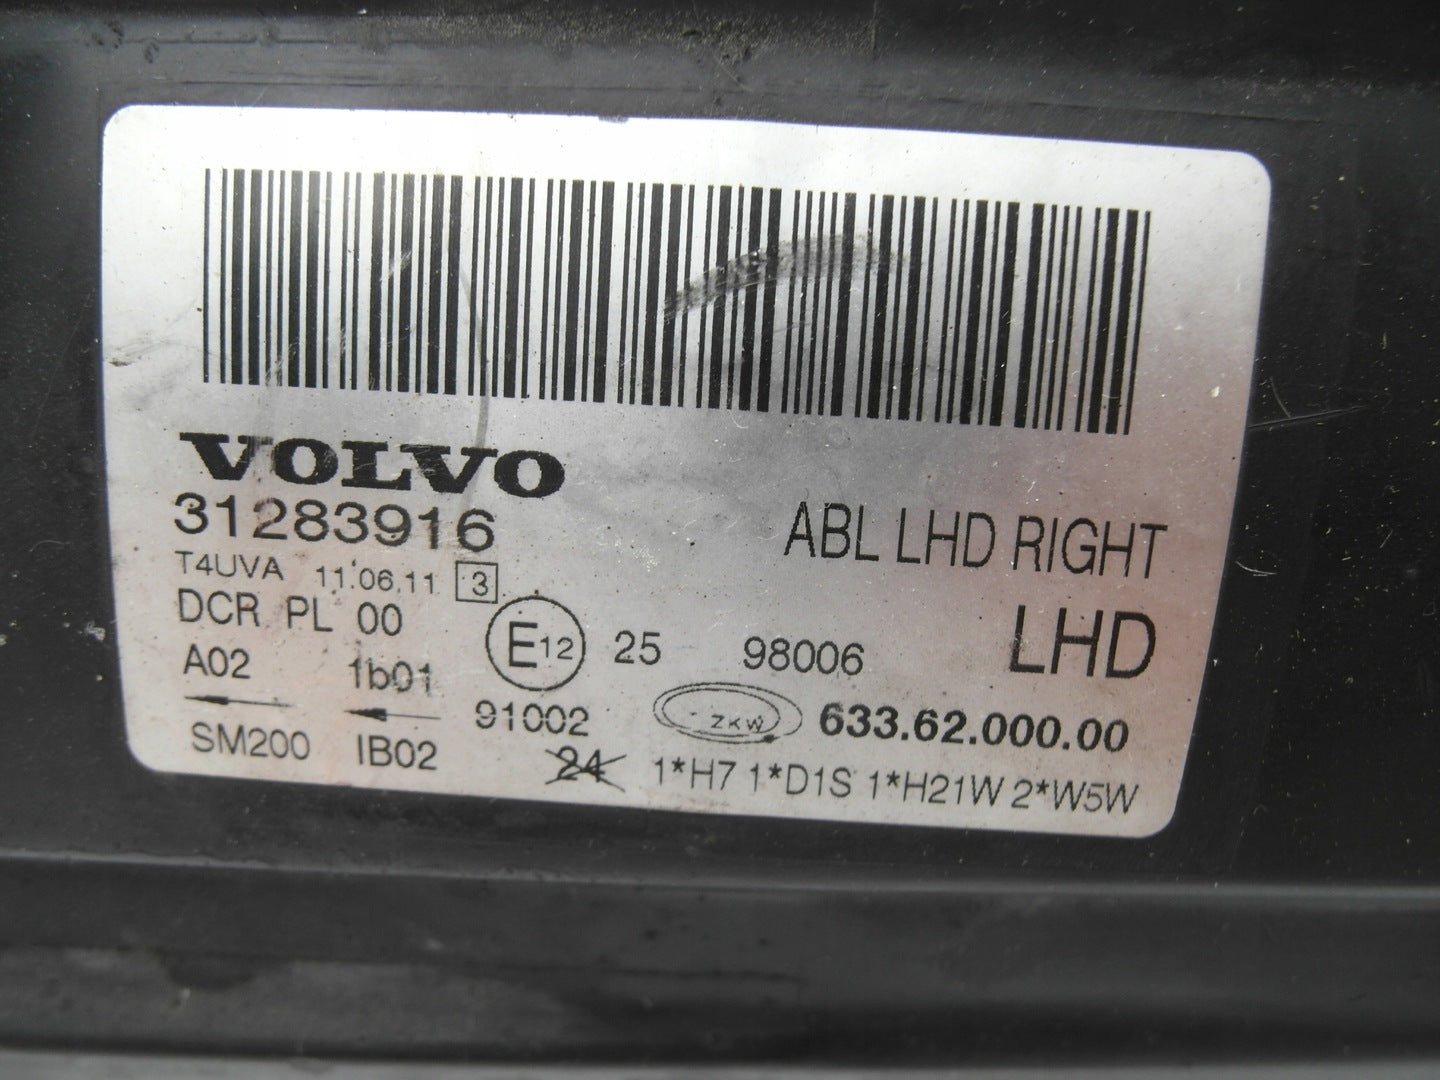 VOLVO
31283916
ABL LHD RIGHT
T4UVA 11.06.11 3
DCR PL 00
E12 25 98006 LHD
A02 1b01
91002 ZKW 633.62.000.00
SM200 IB02
24 1*H7 1*D1S 1*H21W 2*W5W